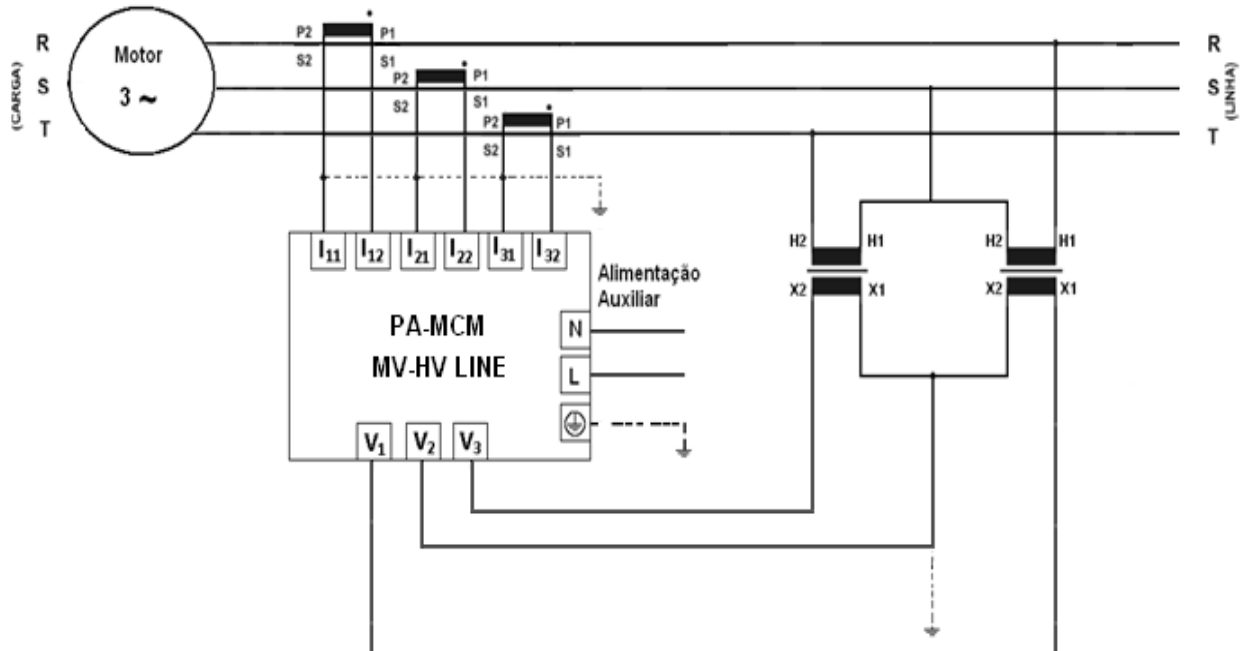 P2 P1
R Motor R
S2 S1
P2 P1
(CARGA) S 3 ~ S (LINHA)
S2 S1
P2 P1
T T
S2 S1
I11 I12 I21 I22 I31 I32
H2 H1 H2 H1
Alimentação
Auxiliar
X2 X1 X2 X1
PA-MCM
N
MV-HV LINE
L
V1 V2 V3